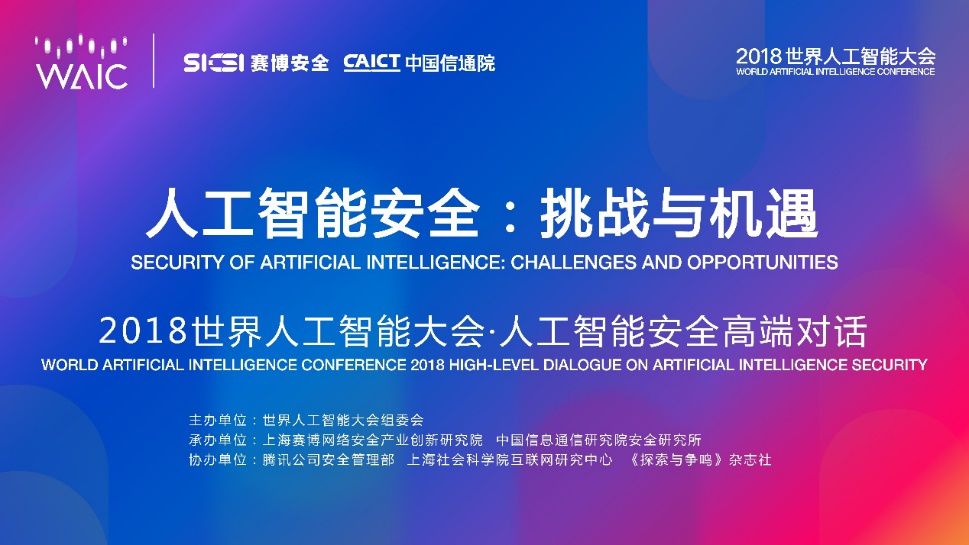 WAIC SICSI 赛博安全 CAICT 中国信通院
2018世界人工智能大会
WORLD ARTIFICIAL INTELLIGENCE CONFERENCE
人工智能安全：挑战与机遇
SECURITY OF ARTIFICIAL INTELLIGENCE: CHALLENGES AND OPPORTUNITIES
2018世界人工智能大会·人工智能安全高端对话
WORLD ARTIFICIAL INTELLIGENCE CONFERENCE 2018 HIGH-LEVEL DIALOGUE ON ARTIFICIAL INTELLIGENCE SECURITY
主办单位：世界人工智能大会组委会
承办单位：上海赛博网络安全产业创新研究院 中国信息通信研究院安全研究所
协办单位：腾讯公司安全管理部 上海社会科学院互联网研究中心 《探索与争鸣》杂志社